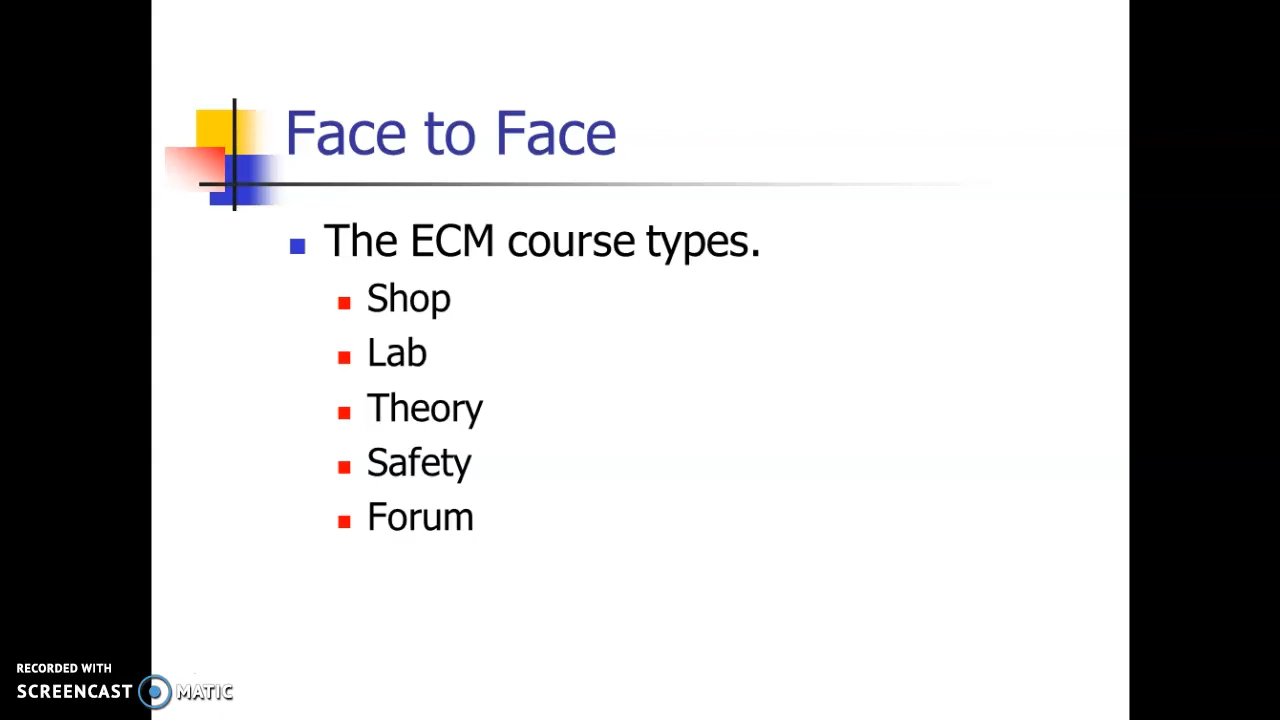 Face to Face
The ECM course types.
Shop
Lab
Theory
Safety
Forum
RECORDED WITH
SCREENCAST MATIC